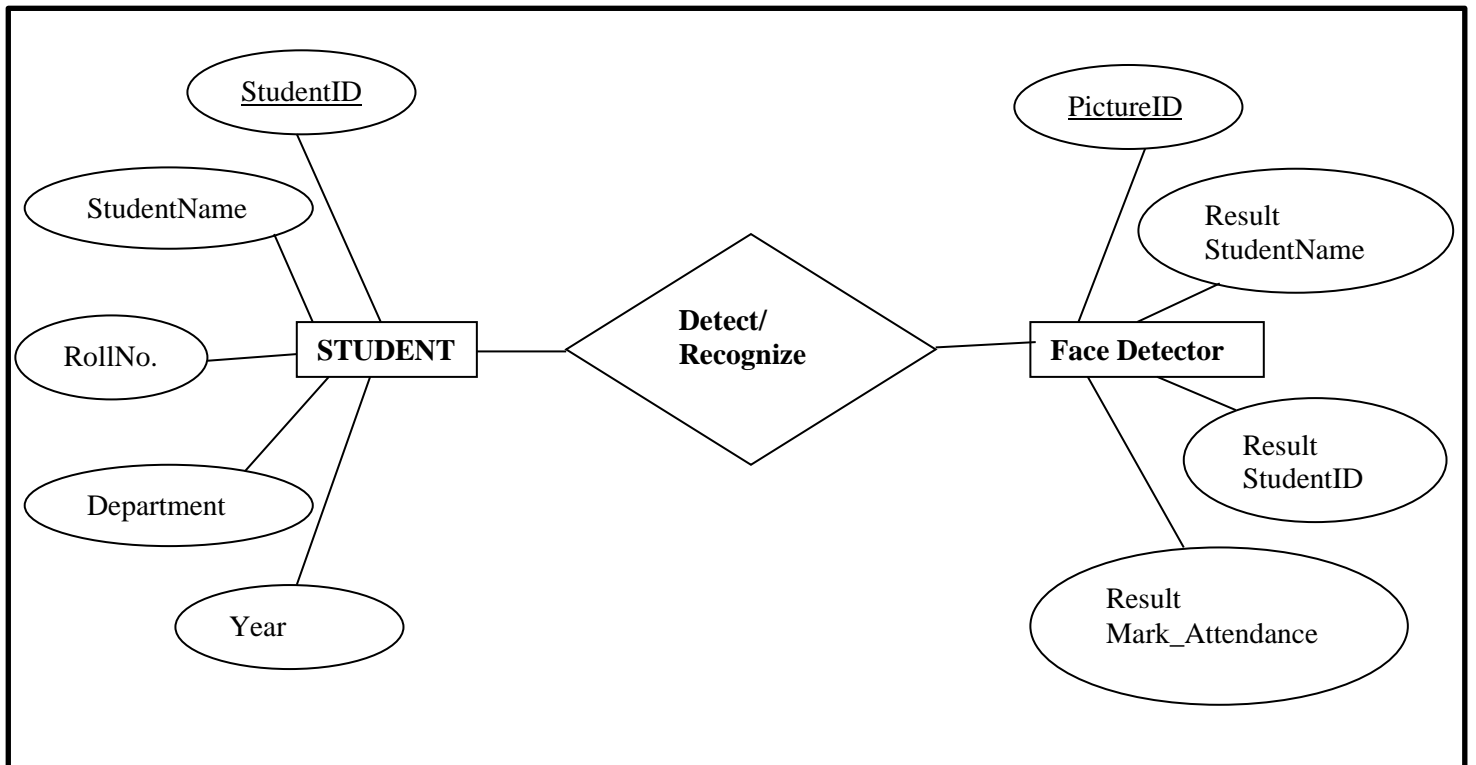 StudentID
PictureID
StudentName
Result
StudentName
RollNo.
STUDENT
Detect/
Recognize
Face Detector
Department
Result
StudentID
Year
Result
Mark_Attendance